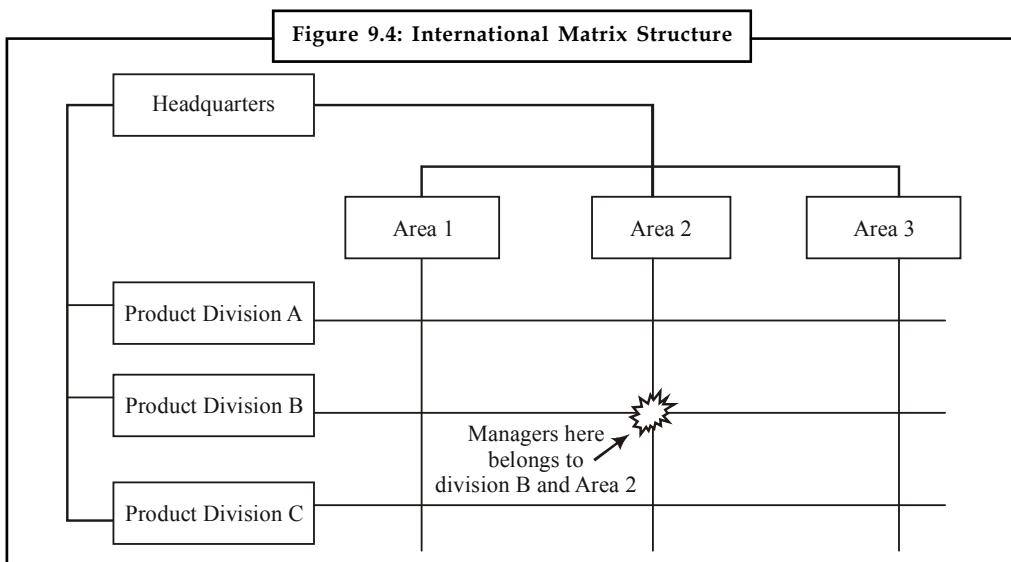 Figure 9.4: International Matrix Structure
Headquarters
Area 1
Area 2
Area 3
Product Division A
Product Division B
Managers here
belongs to
division B and Area 2
Product Division C